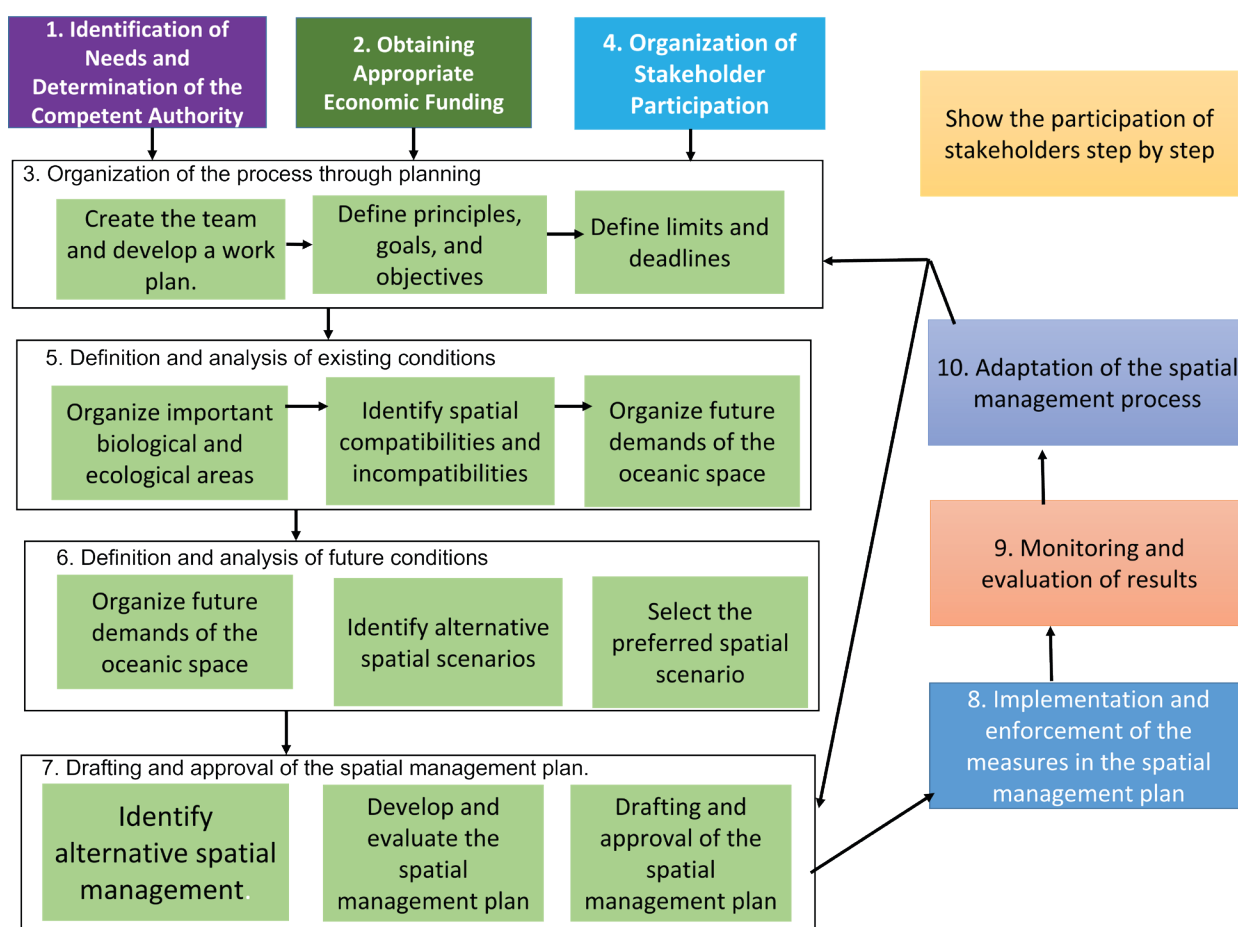 1. Identification of
Needs and
Determination of the
Competent Authority
2. Obtaining
Appropriate
Economic Funding
4. Organization of
Stakeholder
Participation
Show the participation of
stakeholders step by step
3. Organization of the process through planning
Create the team
and develop a work
plan.
Define principles,
goals, and
objectives
Define limits and
deadlines
5. Definition and analysis of existing conditions
Organize important
biological and
ecological areas
Identify spatial
compatibilities and
incompatibilities
Organize future
demands of the
oceanic space
6. Definition and analysis of future conditions
Organize future
demands of the
oceanic space
Identify alternative
spatial scenarios
Select the
preferred spatial
scenario
7. Drafting and approval of the spatial management plan.
Identify
alternative spatial
management.
Develop and
evaluate the
spatial
management plan
Drafting and
approval of the
spatial
management plan
8. Implementation and
enforcement of the
measures in the spatial
management plan
9. Monitoring and
evaluation of results
10. Adaptation of the spatial
management process